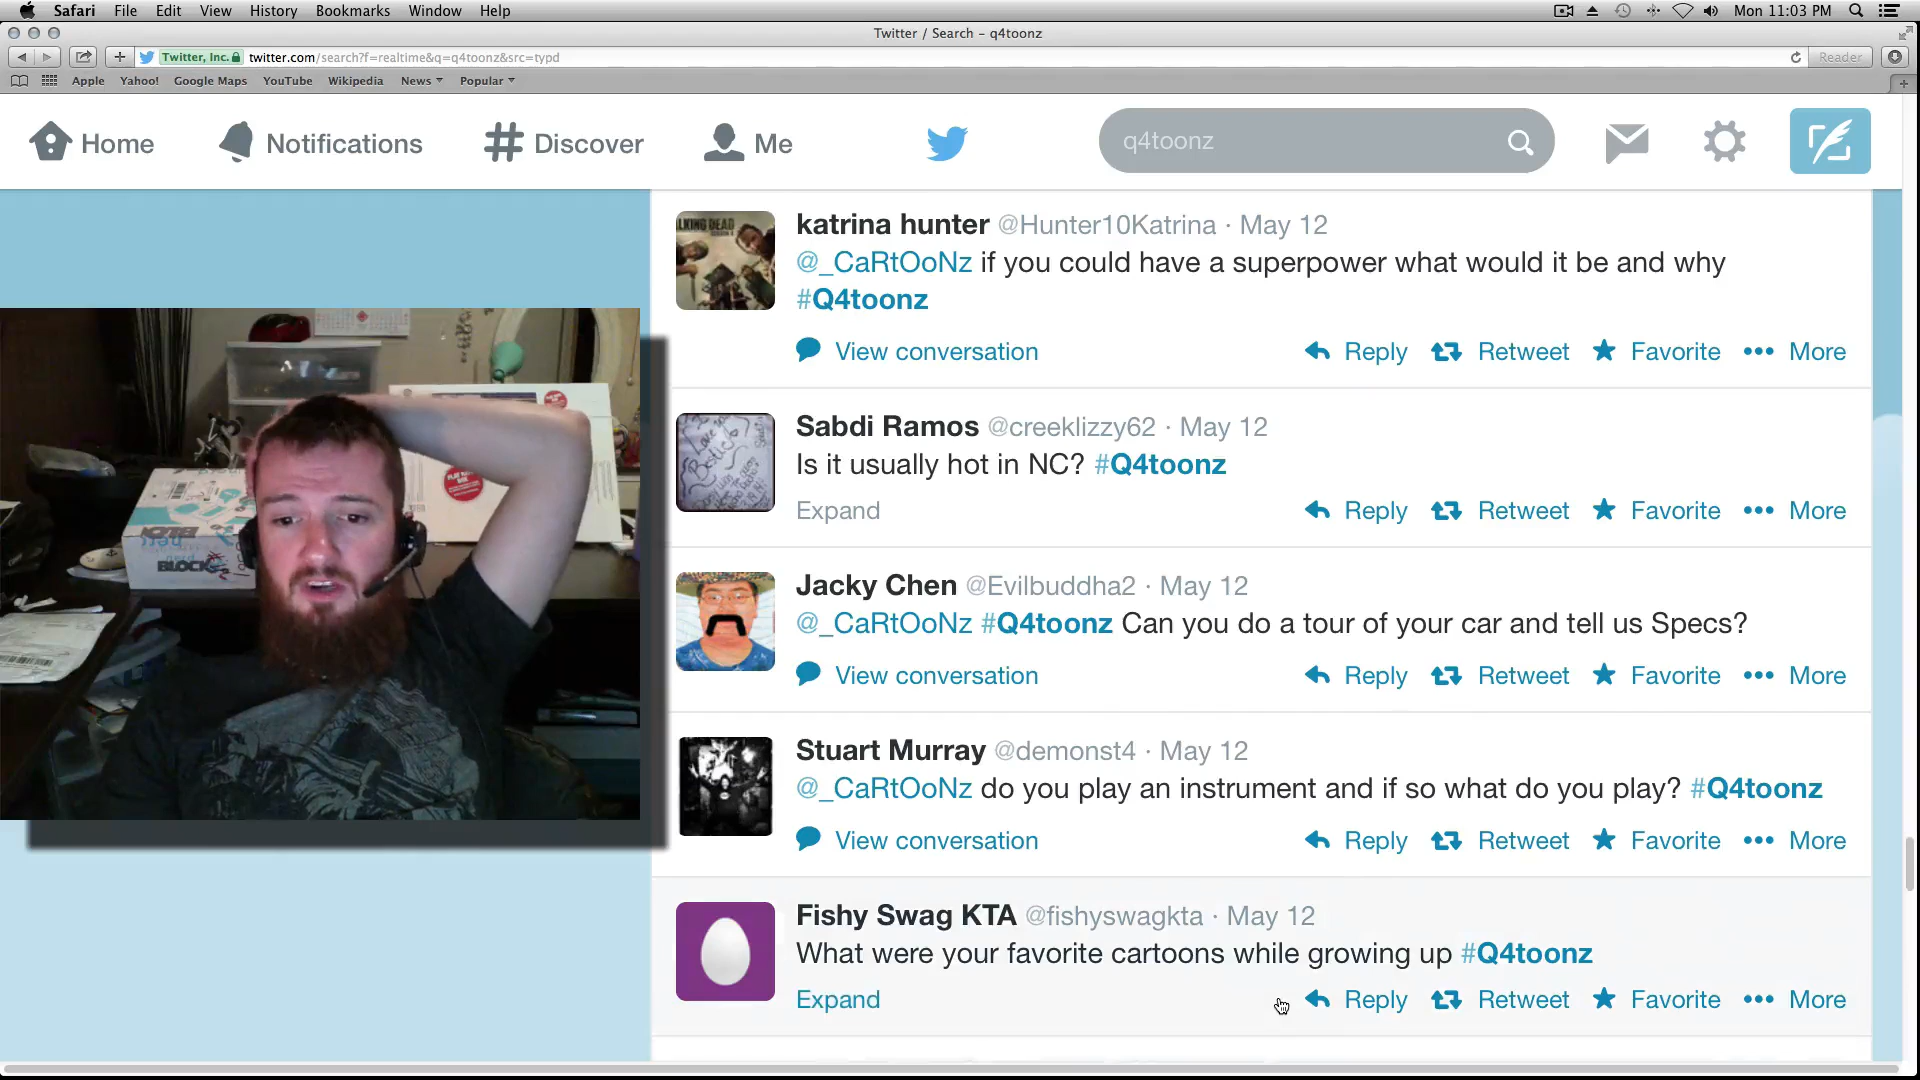 Safari File Edit View History Bookmarks Window Help Mon 11:03 PM
Twitter / Search – q4toonz
Twitter, Inc. twitter.com/search?f=realtime&q=q4toonz&src=typd Reader
Apple Yahoo! Google Maps YouTube Wikipedia News Popular
Home Notifications Discover Me q4toonz
katrina hunter @Hunter10Katrina · May 12
@_CaRtOoNz if you could have a superpower what would it be and why
#Q4toonz
View conversation Reply Retweet Favorite More
Sabdi Ramos @creeklizzy62 · May 12
Is it usually hot in NC? #Q4toonz
Expand Reply Retweet Favorite More
Jacky Chen @Evilbuddha2 · May 12
@_CaRtOoNz #Q4toonz Can you do a tour of your car and tell us Specs?
View conversation Reply Retweet Favorite More
Stuart Murray @demonst4 · May 12
@_CaRtOoNz do you play an instrument and if so what do you play? #Q4toonz
View conversation Reply Retweet Favorite More
Fishy Swag KTA @fishyswagkta · May 12
What were your favorite cartoons while growing up #Q4toonz
Expand Reply Retweet Favorite More